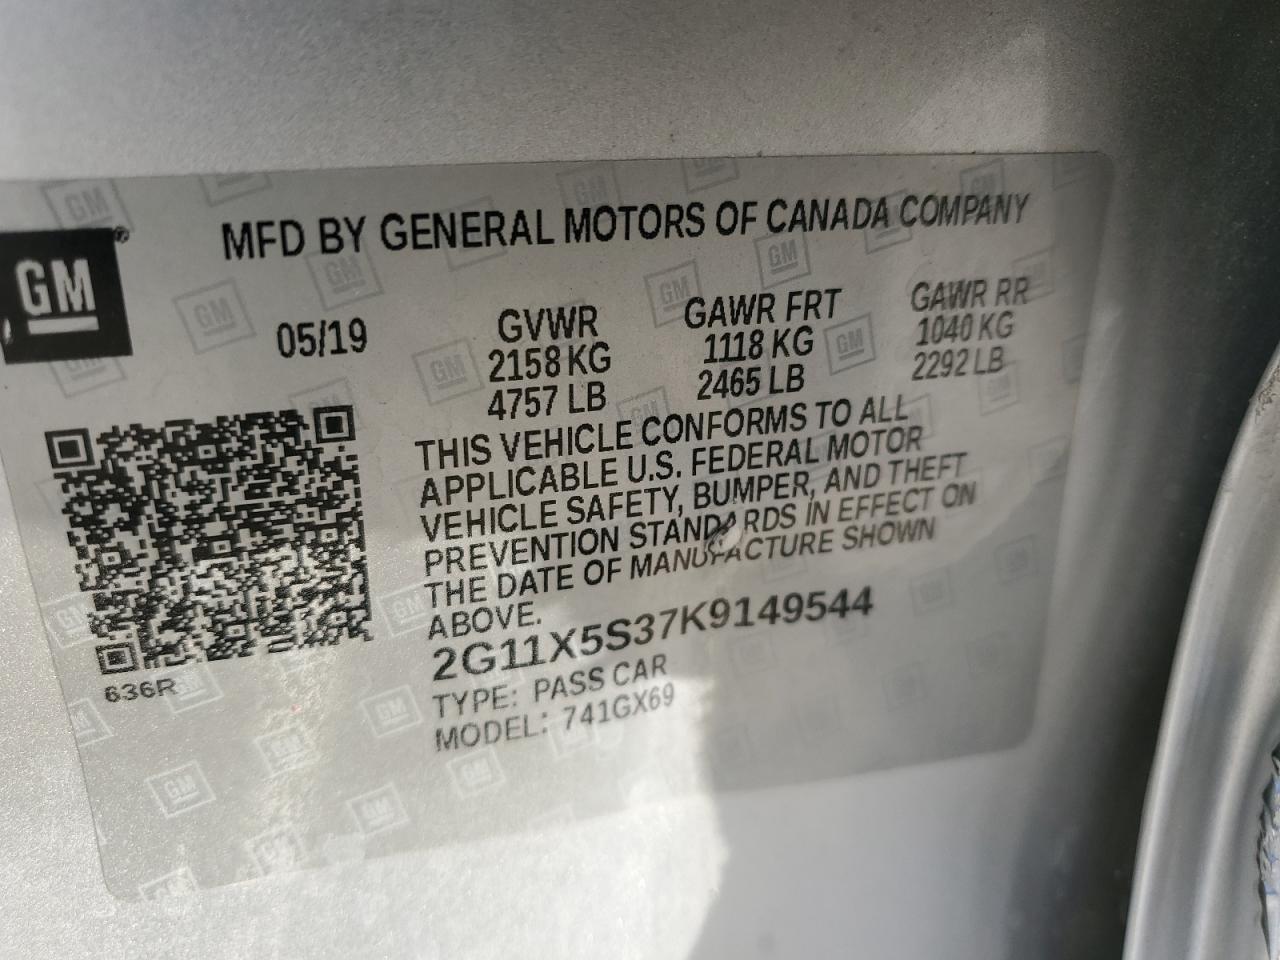 MFD BY GENERAL MOTORS OF CANADA COMPANY
GM®
05/19
GVWR
2158 KG
4757 LB
GAWR FRT
1118 KG
2465 LB
GAWR RR
1040 KG
2292 LB
THIS VEHICLE CONFORMS TO ALL
APPLICABLE U.S. FEDERAL MOTOR
VEHICLE SAFETY, BUMPER, AND THEFT
PREVENTION STANDARDS IN EFFECT ON
THE DATE OF MANUFACTURE SHOWN
ABOVE.
2G11X5S37K9149544
TYPE: PASS CAR
MODEL: 741GX69
636R